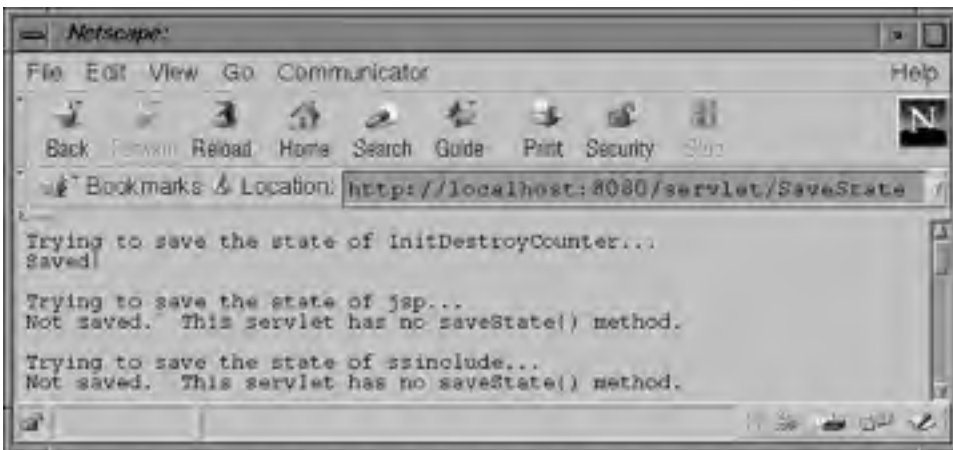 Netscape:
File Edit View Go Communicator Help
Back Forward Reload Home Search Guide Print Security Stop
N
Bookmarks & Location: http://localhost:8080/servlet/SaveState
Trying to save the state of InitDestroyCounter...
Saved!
Trying to save the state of jsp...
Not saved.  This servlet has no saveState() method.
Trying to save the state of ssinclude...
Not saved.  This servlet has no saveState() method.